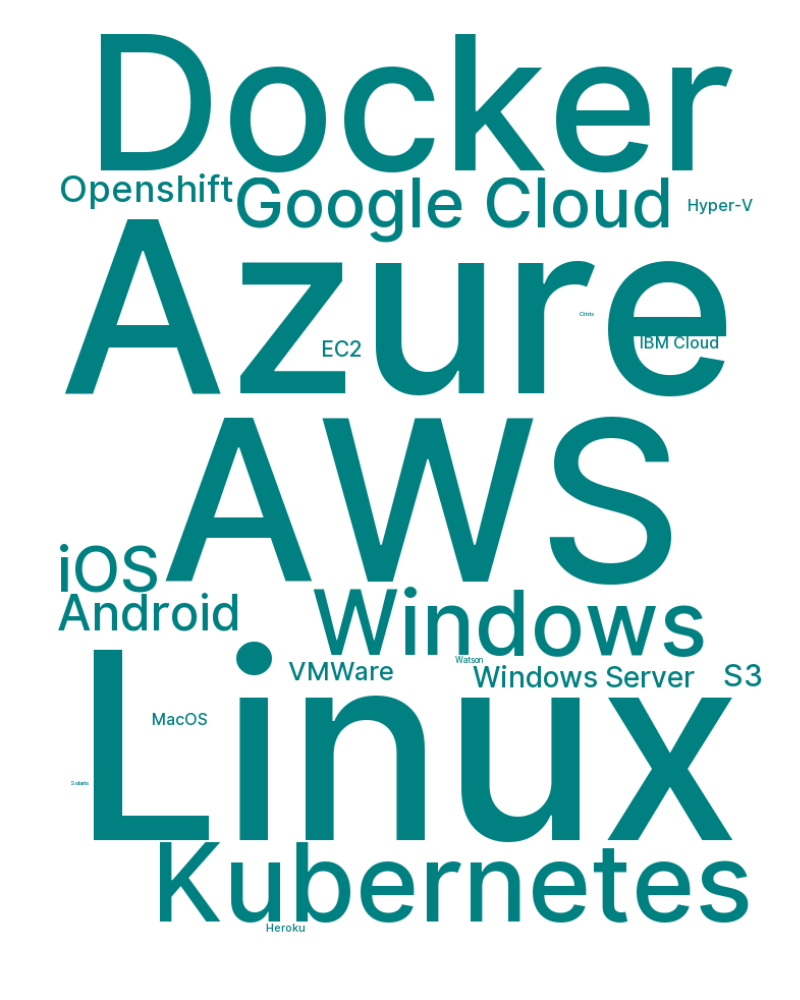 Docker
Openshift
Google Cloud
Hyper-V
Azure
Citrix
EC2
IBM Cloud
AWS
iOS
Android
Windows
Watson
VMWare
Windows Server
S3
Linux
MacOS
Solaris
Kubernetes
Heroku